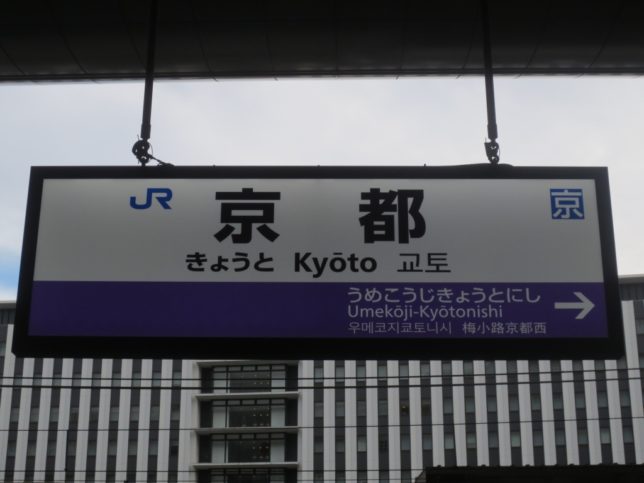 JR 京都 京
きょうと Kyōto 교토
うめこうじきょうとにし
Umekōji-Kyōtonishi
우메코지쿄토니시 梅小路京都西